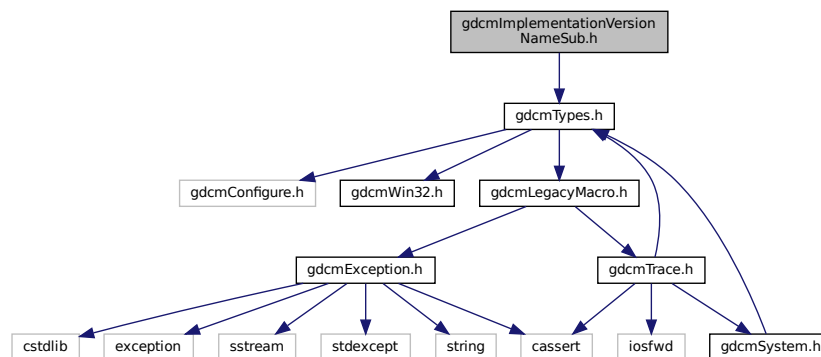 gdcmImplementationVersion
NameSub.h
gdcmTypes.h
gdcmConfigure.h
gdcmWin32.h
gdcmLegacyMacro.h
gdcmException.h
gdcmTrace.h
cstdlib
exception
sstream
stdexcept
string
cassert
iosfwd
gdcmSystem.h